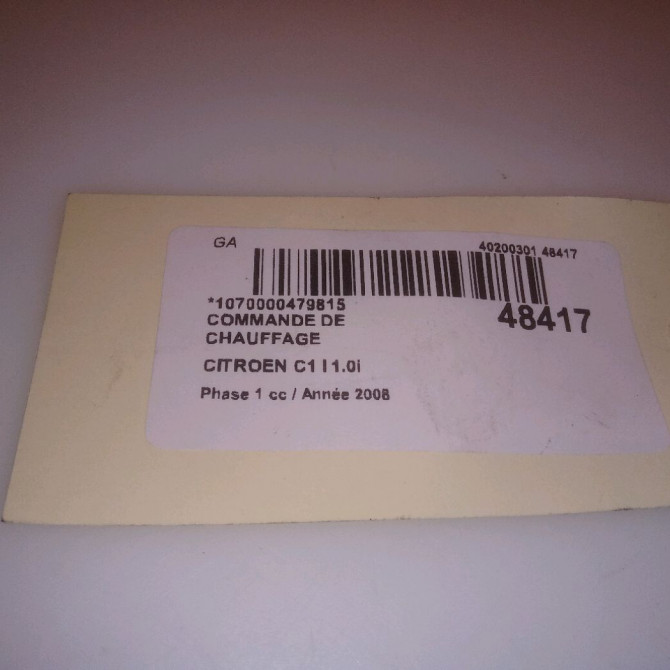 GA
40200301 48417
*1070000479815
48417
COMMANDE DE
CHAUFFAGE
CITROEN C1 I 1.0i
Phase 1 cc / Année 2008